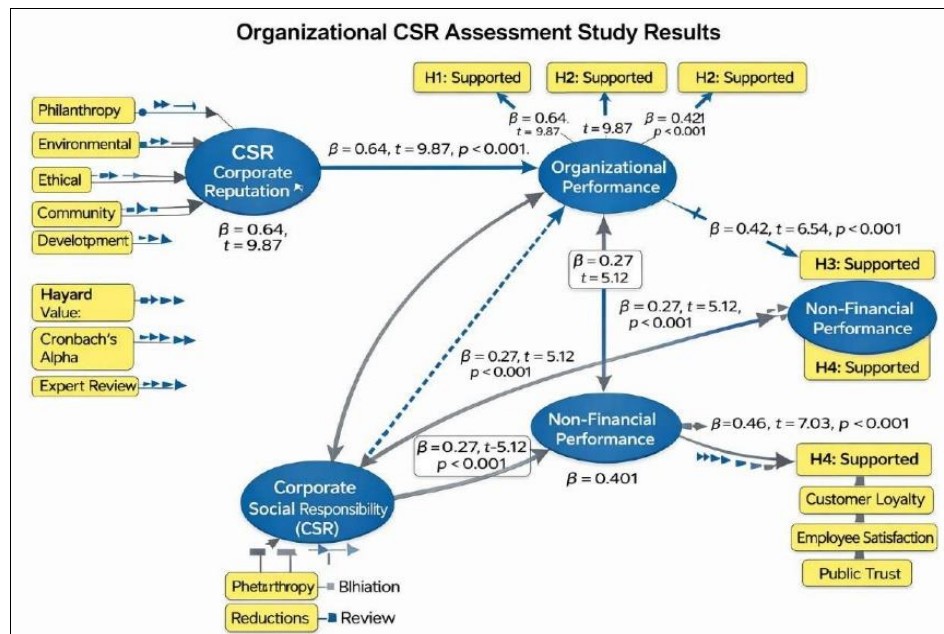 Organizational CSR Assessment Study Results
H1: Supported
H2: Supported
H2: Supported
Philanthropy
Environmental
Ethical
Community
Develotpment
CSR
Corporate
Reputation
β = 0.64,
t = 9.87
β = 0.64, t = 9.87, p < 0.001.
β = 0.64.
t = 9.87
t = 9.87
β = 0.421
p < 0.001
Organizational
Performance
β = 0.42, t = 6.54, p < 0.001
H3: Supported
Non-Financial
Performance
H4: Supported
β = 0.27
t = 5.12
β = 0.27, t = 5.12,
p < 0.001
Hayard
Value:
Cronbach's
Alpha
Expert Review
β = 0.27, t = 5.12
p < 0.001
β = 0.27, t-5.12
p < 0.001
Non-Financial
Performance
β = 0.401
β=0.46, t = 7.03, p < 0.001
H4: Supported
Customer Loyalty
Employee Satisfaction
Public Trust
Corporate
Social Responsibility
(CSR)
Blhiation
Reductions
Review